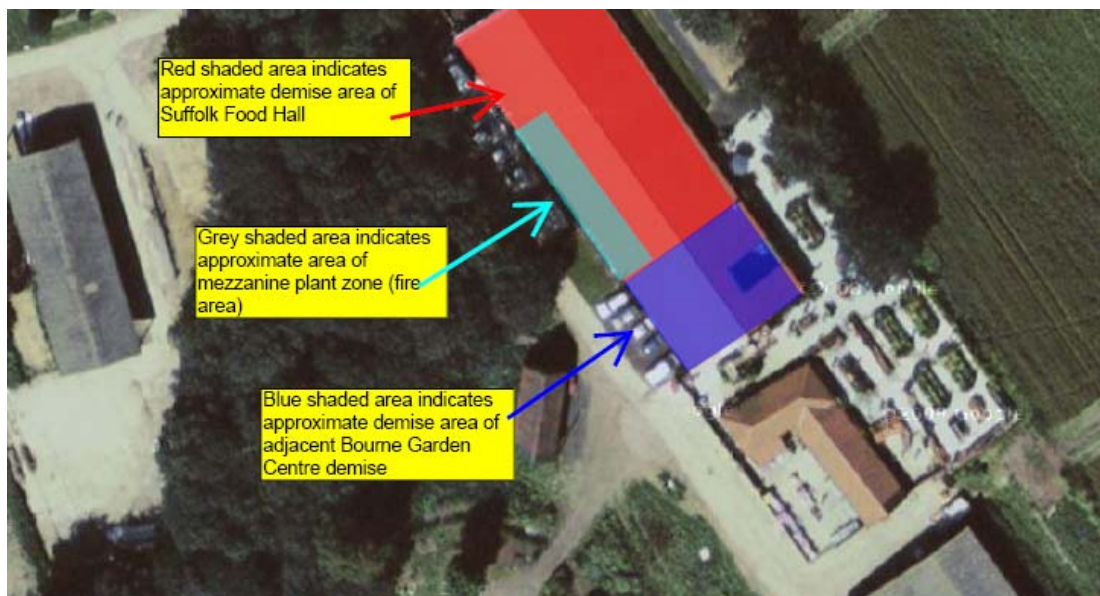 Red shaded area indicates
approximate demise area of
Suffolk Food Hall
Grey shaded area indicates
approximate area of
mezzanine plant zone (fire
area)
Blue shaded area indicates
approximate demise area of
adjacent Bourne Garden
Centre demise